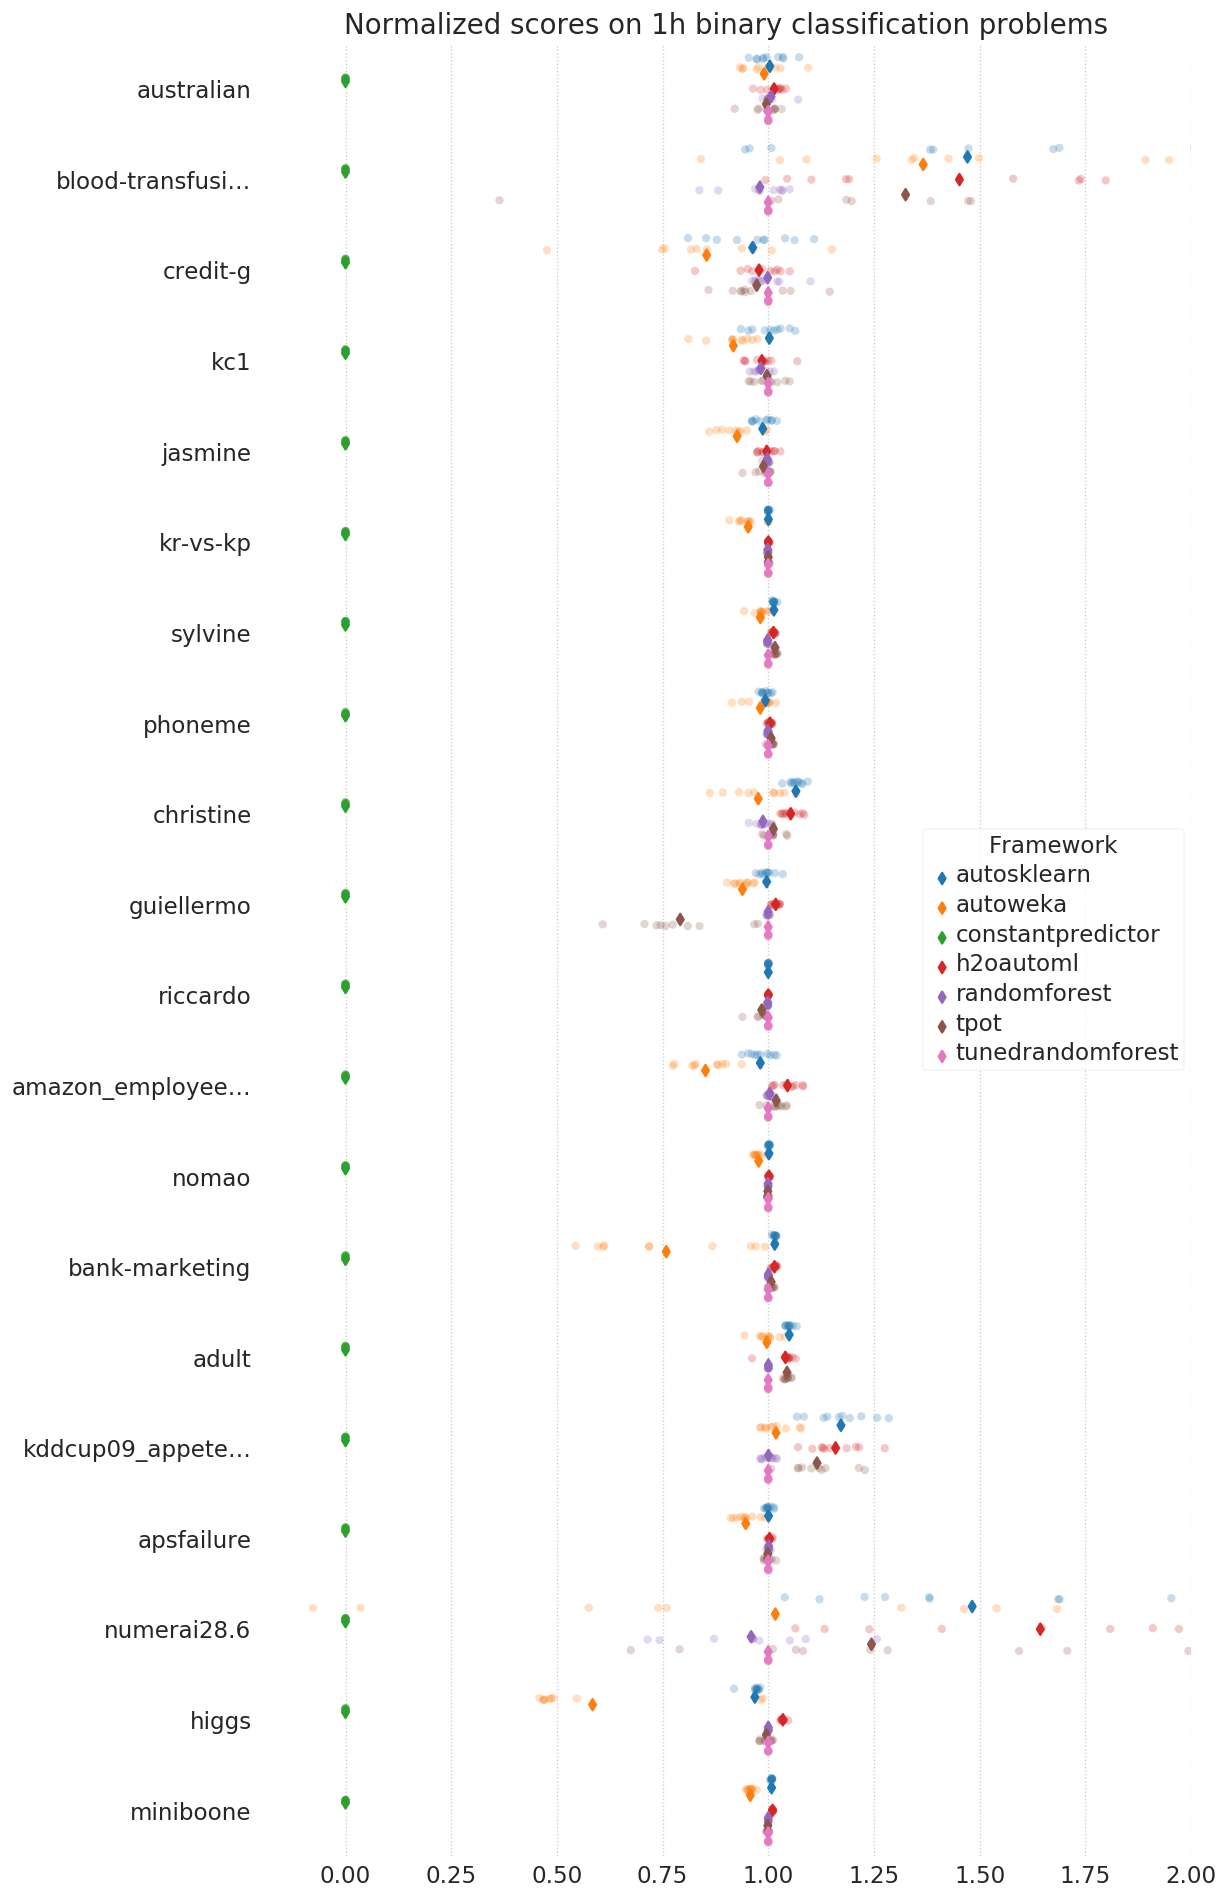 Normalized scores on 1h binary classification problems
australian
blood-transfusi...
credit-g
kc1
jasmine
kr-vs-kp
sylvine
phoneme
christine
guiellermo
riccardo
amazon_employee...
nomao
bank-marketing
adult
kddcup09_appete...
apsfailure
numerai28.6
higgs
miniboone
Framework
autosklearn
autoweka
constantpredictor
h2oautoml
randomforest
tpot
tunedrandomforest
0.00 0.25 0.50 0.75 1.00 1.25 1.50 1.75 2.00